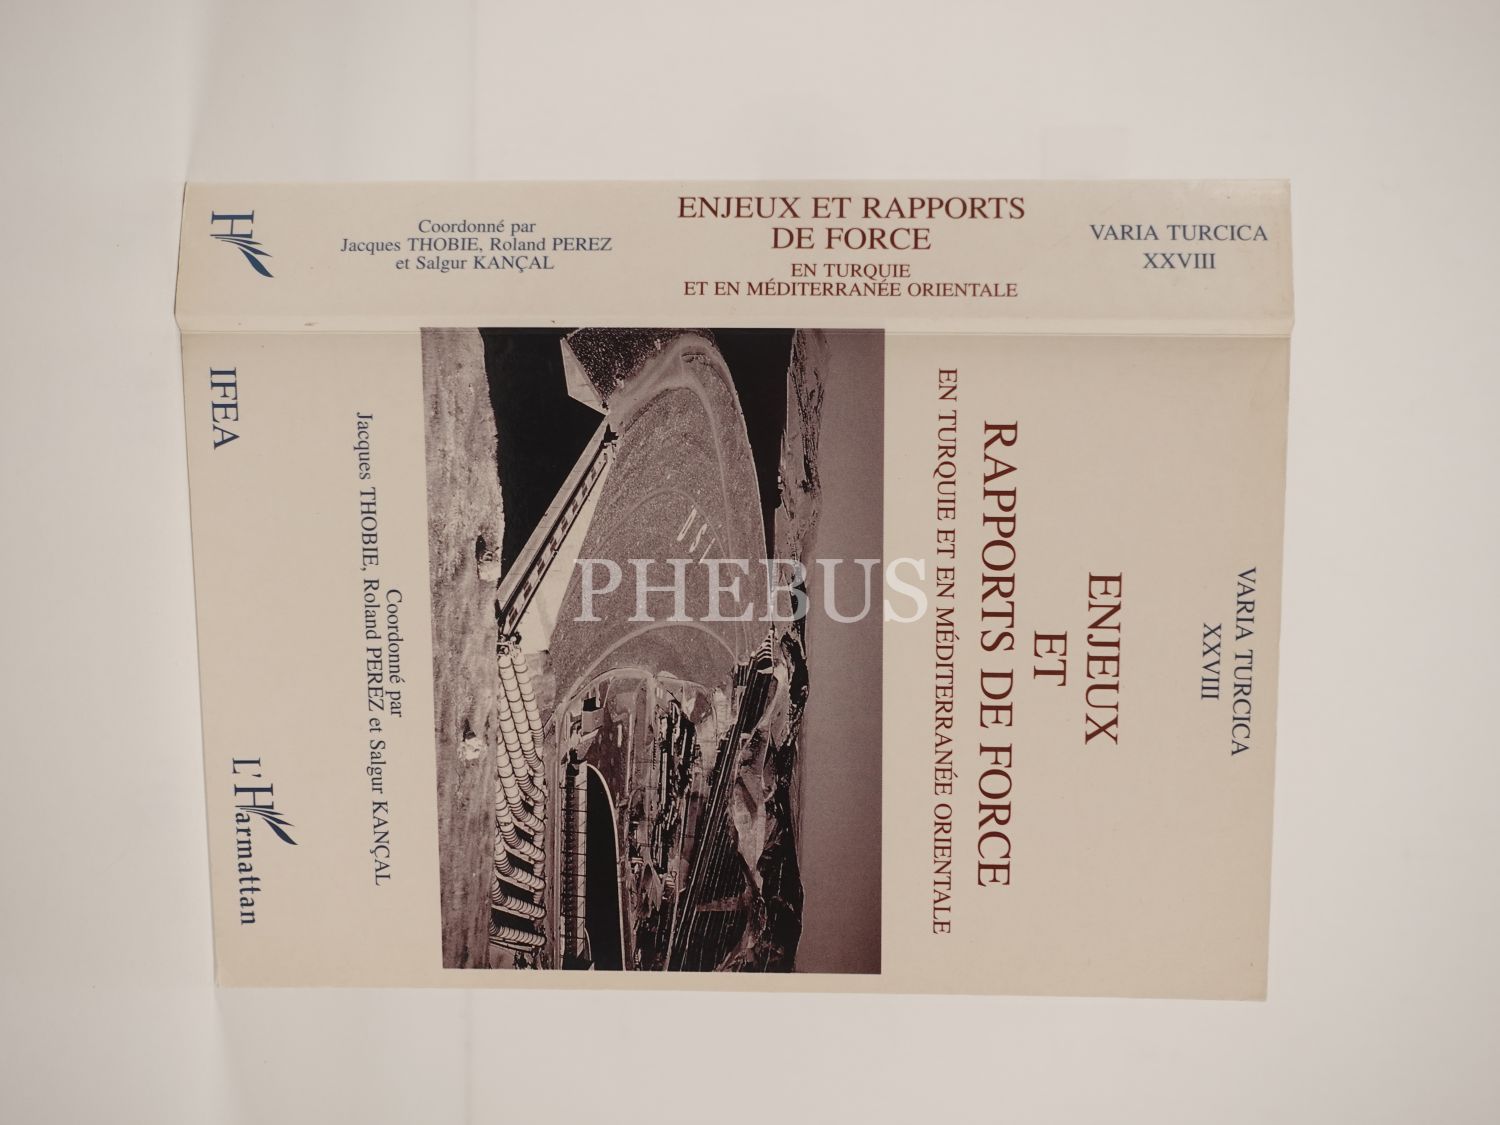 H
Coordonné par
Jacques THOBIE, Roland PEREZ
et Salgur KANÇAL
ENJEUX ET RAPPORTS
DE FORCE
EN TURQUIE
ET EN MÉDITERRANÉE ORIENTALE
VARIA TURCICA
XXVIII
VARIA TURCICA
XXVIII
ENJEUX
ET
RAPPORTS DE FORCE
EN TURQUIE ET EN MÉDITERRANÉE ORIENTALE
DSİ
PHEBUS
Coordonné par
Jacques THOBIE, Roland PEREZ et Salgur KANÇAL
IFEA
L'Harmattan